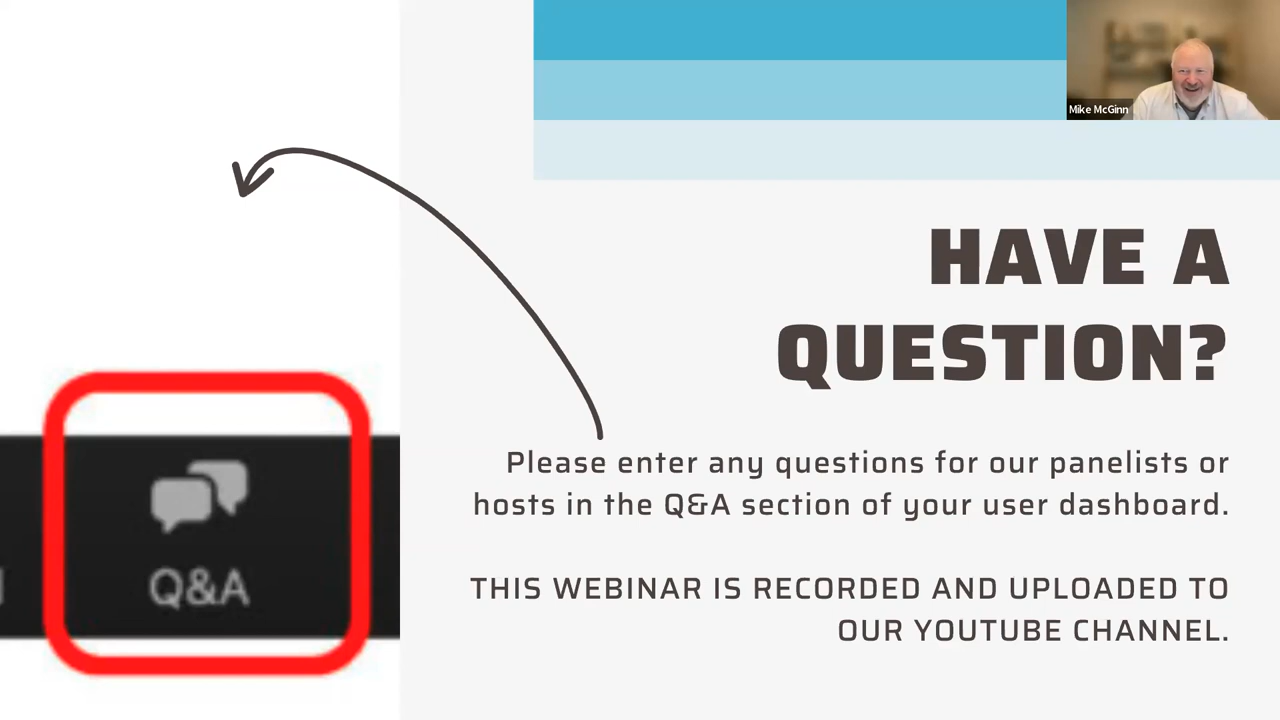 Mike McGinn
HAVE A
QUESTION?
Please enter any questions for our panelists or
hosts in the Q&A section of your user dashboard.
THIS WEBINAR IS RECORDED AND UPLOADED TO
OUR YOUTUBE CHANNEL.
Q&A